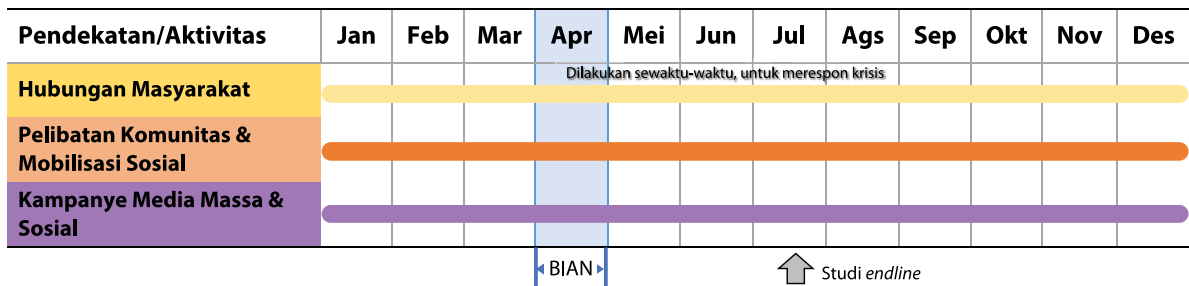 Pendekatan/Aktivitas Jan Feb Mar Apr Mei Jun Jul Ags Sep Okt Nov Des
Dilakukan sewaktu-waktu, untuk merespon krisis
Hubungan Masyarakat
Pelibatan Komunitas &
Mobilisasi Sosial
Kampanye Media Massa &
Sosial
BIAN
Studi endline